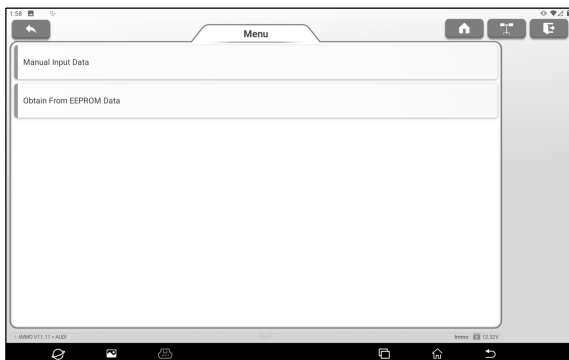 1:58
Menu
Manual Input Data
Obtain From EEPROM Data
IMMO V11.11 > AUDI
Immo 12.32V